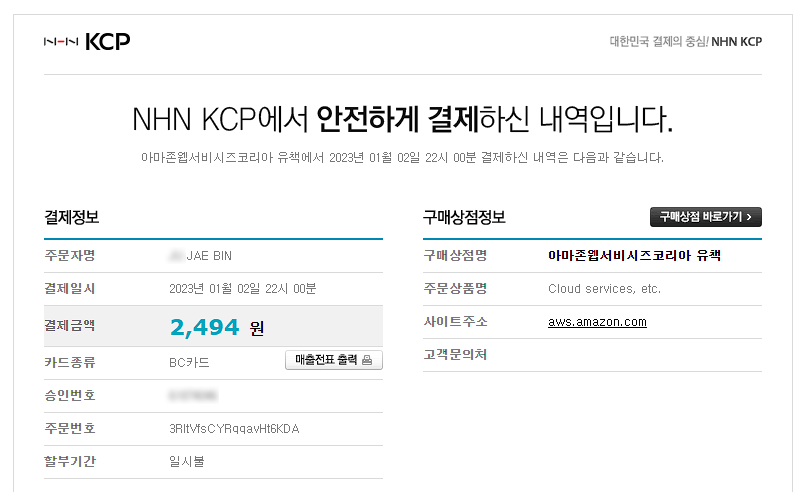 NHN KCP
대한민국 결제의 중심! NHN KCP
NHN KCP에서 안전하게 결제하신 내역입니다.
아마존웹서비시즈코리아 유책에서 2023년 01월 02일 22시 00분 결제하신 내역은 다음과 같습니다.
결제정보
주문자명 JAE BIN
결제일시 2023년 01월 02일 22시 00분
결제금액 2,494 원
카드종류 BC카드 매출전표 출력
승인번호
주문번호 3RItVfsCYRqqavHt6KDA
할부기간 일시불
구매상점정보 구매상점 바로가기 >
구매상점명 아마존웹서비시즈코리아 유책
주문상품명 Cloud services, etc.
사이트주소 aws.amazon.com
고객문의처